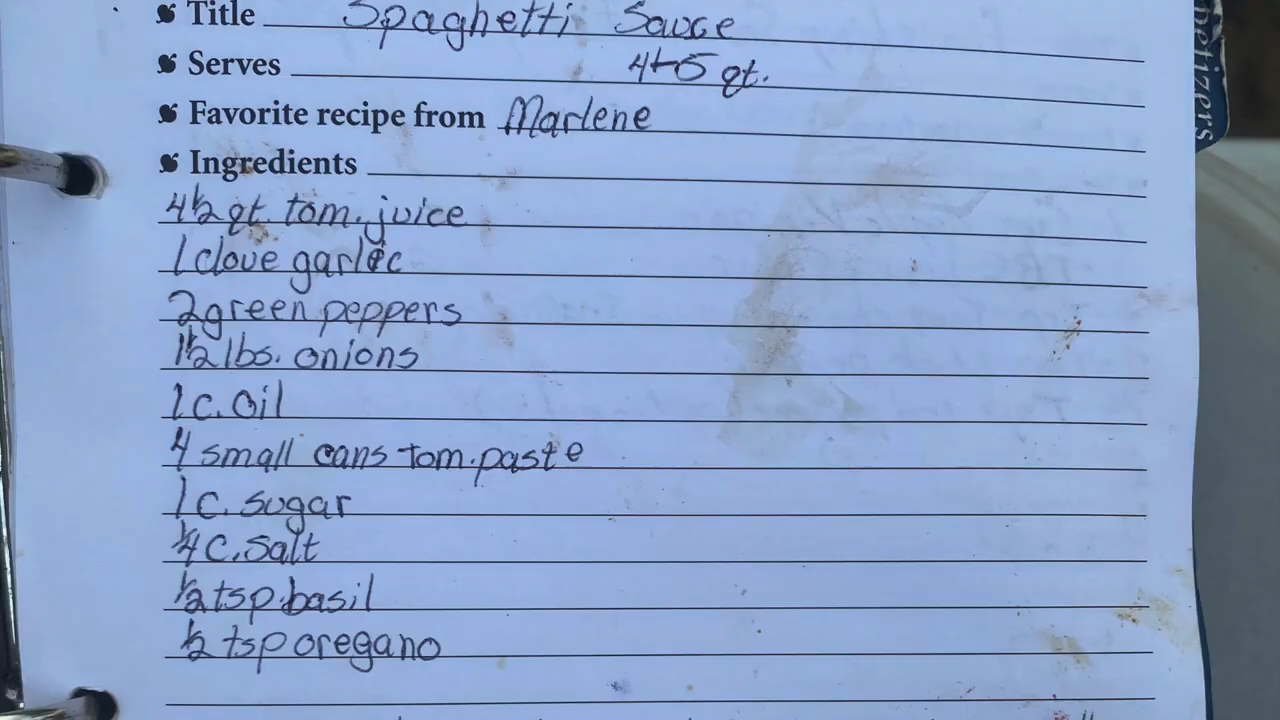 Title Spaghetti Sauce
Serves 4-5 qt.
Favorite recipe from Marlene
Ingredients
4½ qt. tom. juice
1 clove garlic
2 green peppers
1½ lbs. onions
1 c. oil
4 small cans tom. paste
1 c. sugar
¼ c. salt
½ tsp. basil
½ tsp oregano
petizers